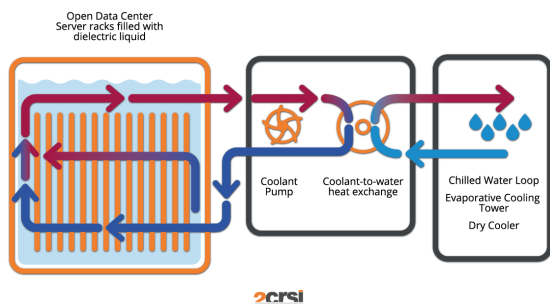 Open Data Center
Server racks filled with
dielectric liquid
Coolant
Pump
Coolant-to-water
heat exchange
Chilled Water Loop
Evaporative Cooling
Tower
Dry Cooler
2crsi